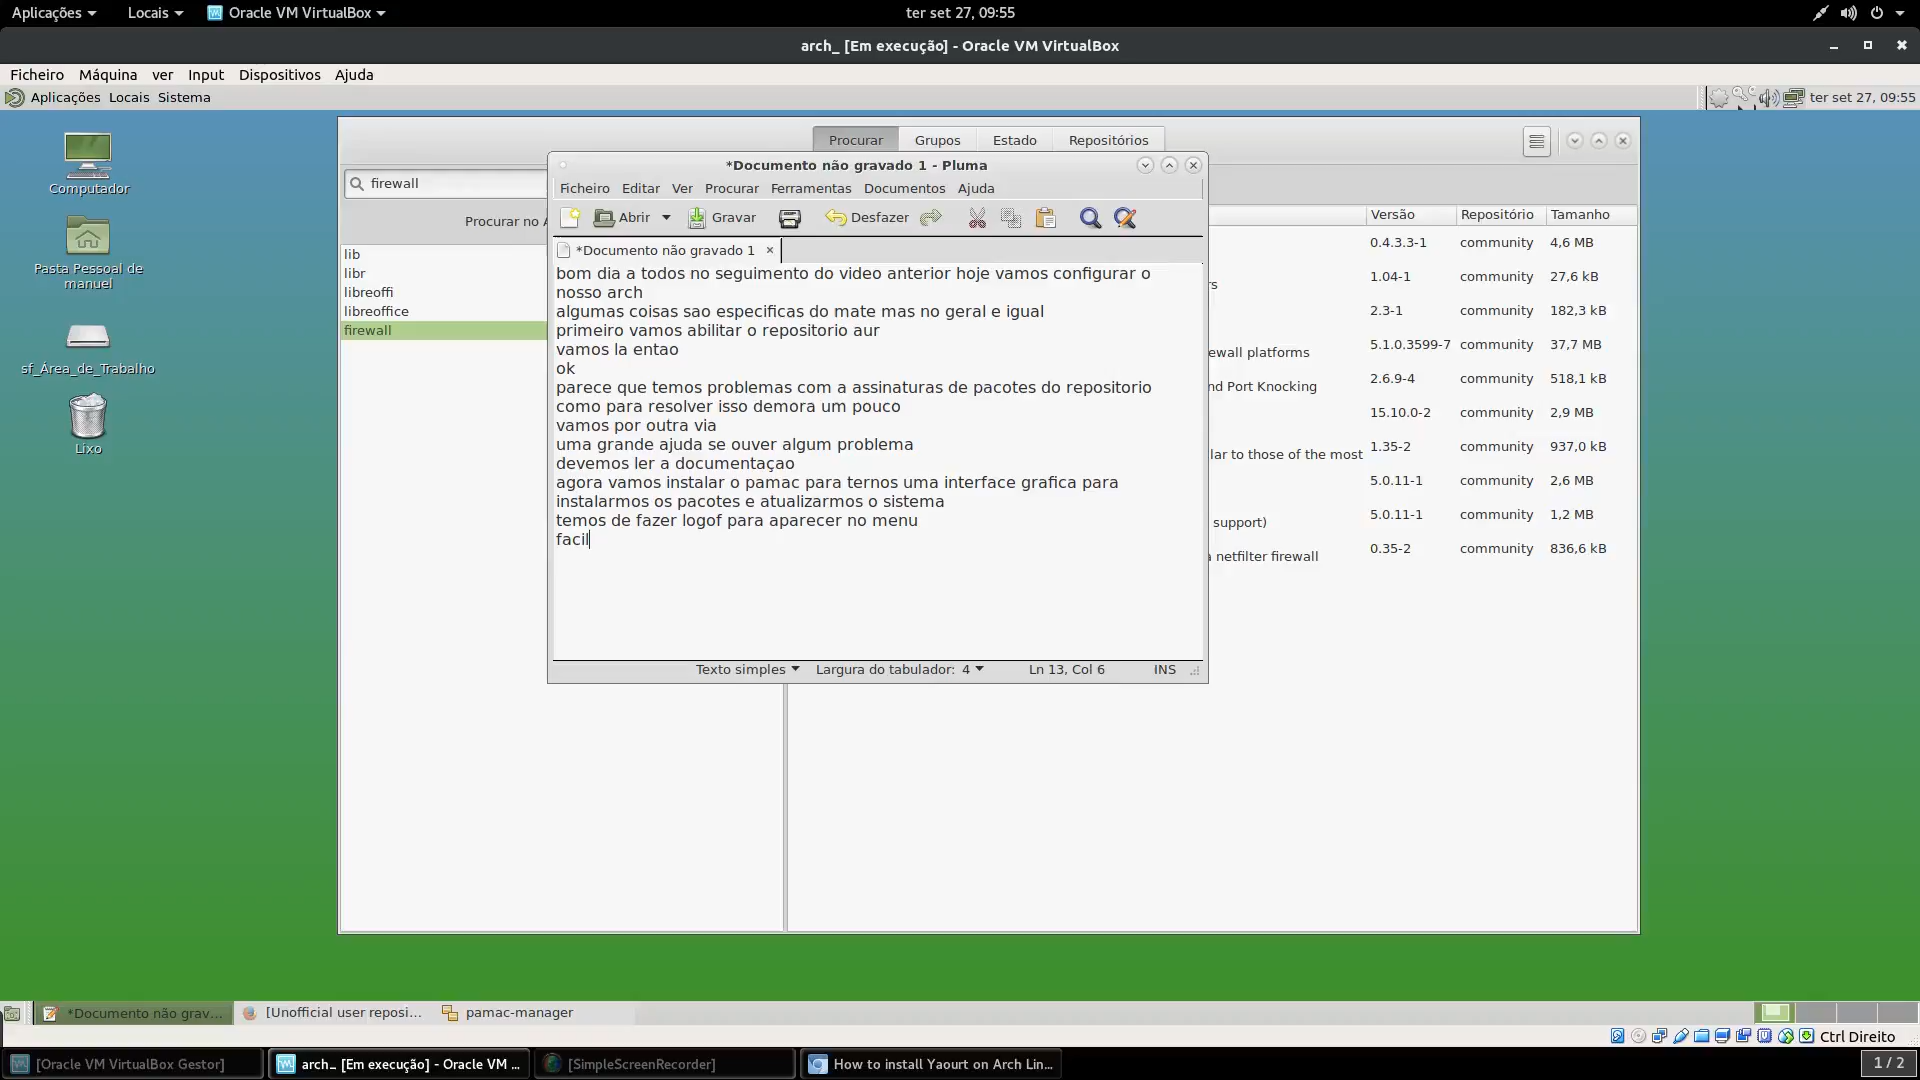 Aplicações Locais Oracle VM VirtualBox ter set 27, 09:55
arch_ [Em execução] - Oracle VM VirtualBox
Ficheiro Máquina ver Input Dispositivos Ajuda
Aplicações Locais Sistema ter set 27, 09:55
Computador
Pasta Pessoal de
manuel
sf_Área_de_Trabalho
Lixo
Procurar Grupos Estado Repositórios
firewall
Procurar no A
lib
libr
libreoffi
libreoffice
firewall
*Documento não gravado 1 - Pluma
Ficheiro Editar Ver Procurar Ferramentas Documentos Ajuda
Abrir Gravar Desfazer
*Documento não gravado 1
bom dia a todos no seguimento do video anterior hoje vamos configurar o
nosso arch
algumas coisas sao especificas do mate mas no geral e igual
primeiro vamos abilitar o repositorio aur
vamos la entao
ok
parece que temos problemas com a assinaturas de pacotes do repositorio
como para resolver isso demora um pouco
vamos por outra via
uma grande ajuda se ouver algum problema
devemos ler a documentaçao
agora vamos instalar o pamac para ternos uma interface grafica para
instalarmos os pacotes e atualizarmos o sistema
temos de fazer logof para aparecer no menu
facil
Texto simples Largura do tabulador: 4 Ln 13, Col 6 INS
Versão Repositório Tamanho
0.4.3.3-1 community 4,6 MB
1.04-1 community 27,6 kB
rs
2.3-1 community 182,3 kB
5.1.0.3599-7 community 37,7 MB
ewall platforms
2.6.9-4 community 518,1 kB
nd Port Knocking
15.10.0-2 community 2,9 MB
1.35-2 community 937,0 kB
lar to those of the most
5.0.11-1 community 2,6 MB
5.0.11-1 community 1,2 MB
support)
0.35-2 community 836,6 kB
a netfilter firewall
*Documento não grav... [Unofficial user reposi... pamac-manager
Ctrl Direito
[Oracle VM VirtualBox Gestor] arch_ [Em execução] - Oracle VM ... [SimpleScreenRecorder] How to install Yaourt on Arch Lin... 1 / 2